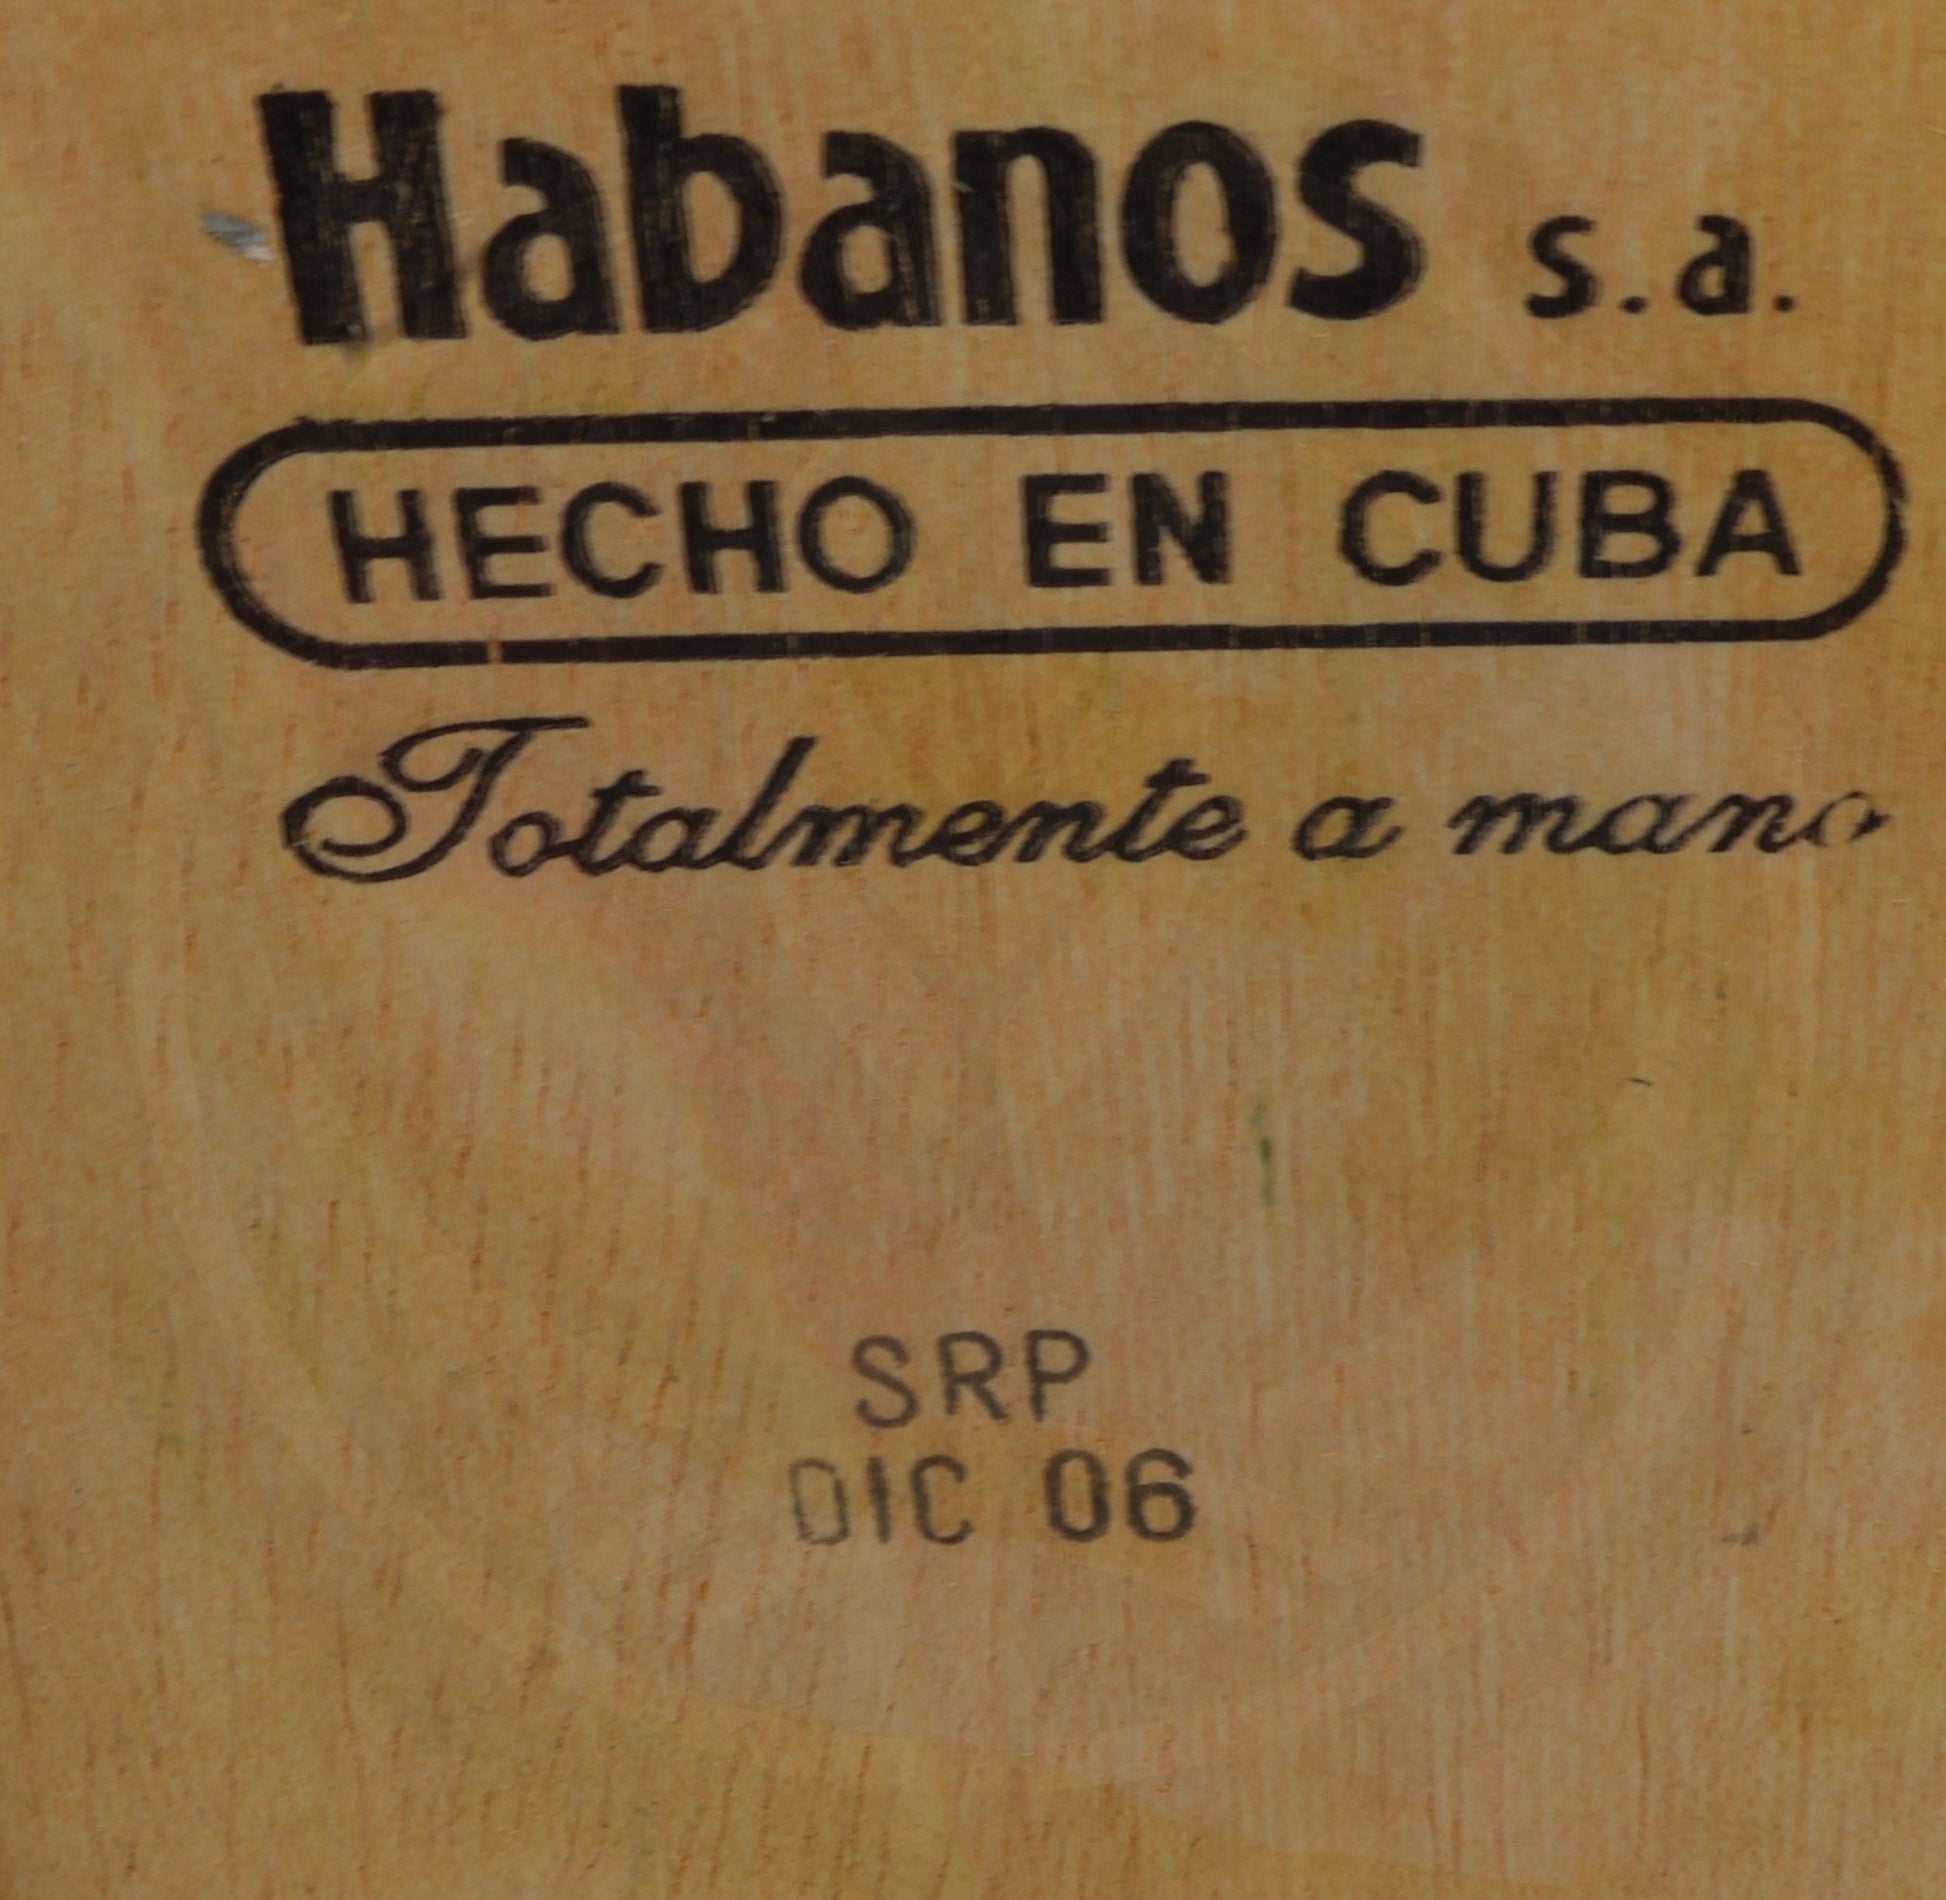 Habanos s.a.
HECHO EN CUBA
Totalmente a mano
SRP
DIC 06